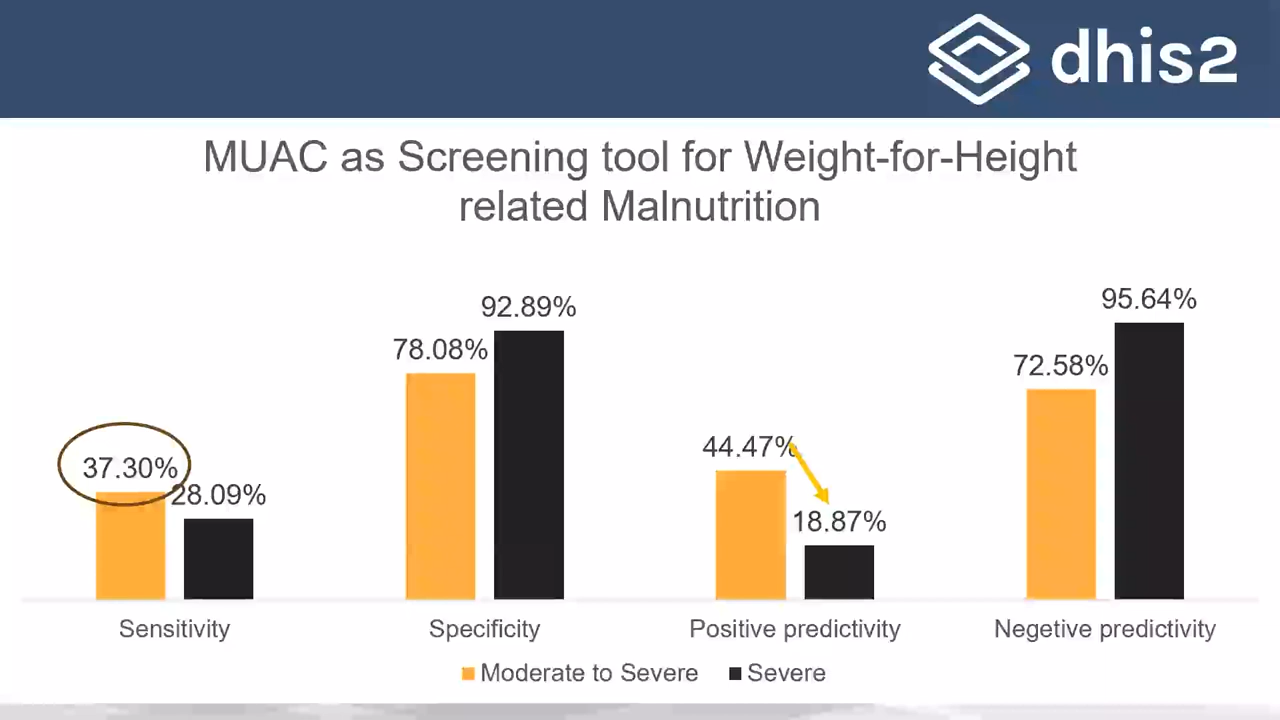 dhis2
MUAC as Screening tool for Weight-for-Height
related Malnutrition
37.30%
28.09%
78.08%
92.89%
44.47%
18.87%
72.58%
95.64%
Sensitivity
Specificity
Positive predictivity
Negetive predictivity
Moderate to Severe
Severe